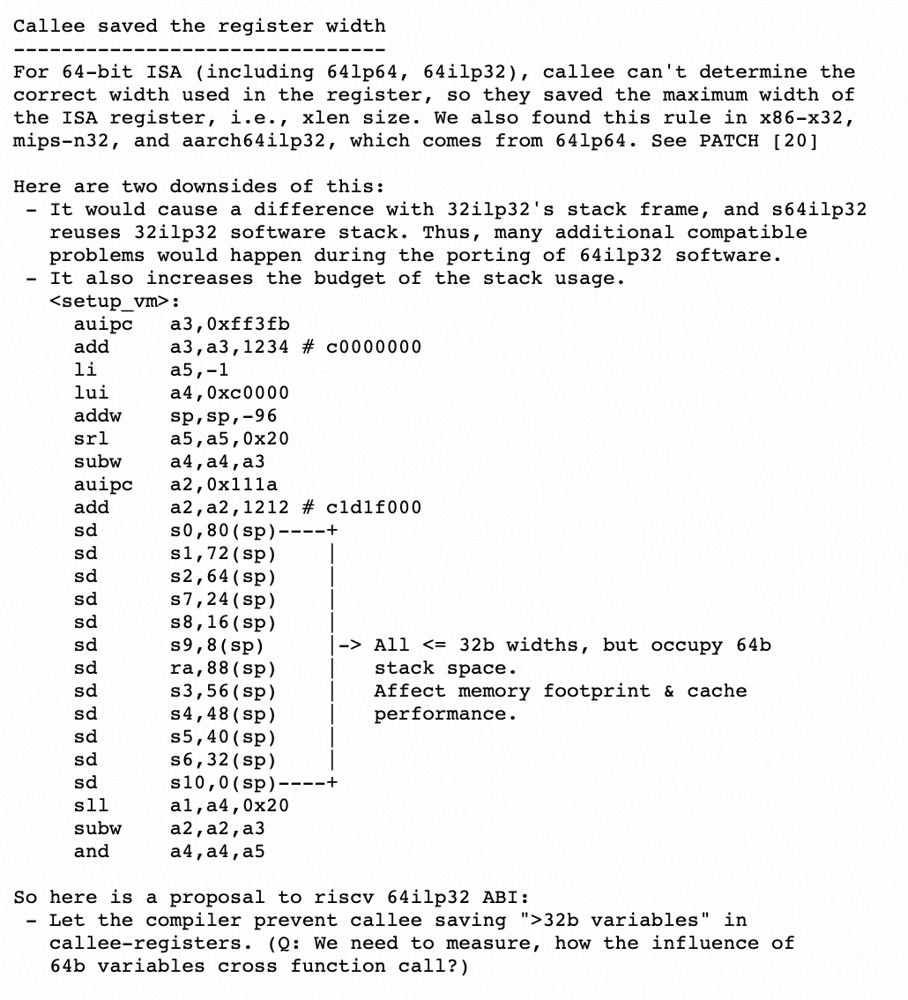 Callee saved the register width
-------------------------------
For 64-bit ISA (including 64lp64, 64ilp32), callee can't determine the
correct width used in the register, so they saved the maximum width of
the ISA register, i.e., xlen size. We also found this rule in x86-x32,
mips-n32, and aarch64ilp32, which comes from 64lp64. See PATCH [20]

Here are two downsides of this:
 - It would cause a difference with 32ilp32's stack frame, and s64ilp32
   reuses 32ilp32 software stack. Thus, many additional compatible
   problems would happen during the porting of 64ilp32 software.
 - It also increases the budget of the stack usage.
   <setup_vm>:
     auipc   a3,0xff3fb
     add     a3,a3,1234 # c0000000
     li      a5,-1
     lui     a4,0xc0000
     addw    sp,sp,-96
     srl     a5,a5,0x20
     subw    a4,a4,a3
     auipc   a2,0x111a
     add     a2,a2,1212 # c1d1f000
     sd      s0,80(sp)----+
     sd      s1,72(sp)    |
     sd      s2,64(sp)    |
     sd      s7,24(sp)    |
     sd      s8,16(sp)    |
     sd      s9,8(sp)     |-> All <= 32b widths, but occupy 64b
     sd      ra,88(sp)    |   stack space.
     sd      s3,56(sp)    |   Affect memory footprint & cache
     sd      s4,48(sp)    |   performance.
     sd      s5,40(sp)    |
     sd      s6,32(sp)    |
     sd      s10,0(sp)----+
     sll     a1,a4,0x20
     subw    a2,a2,a3
     and     a4,a4,a5

So here is a proposal to riscv 64ilp32 ABI:
 - Let the compiler prevent callee saving ">32b variables" in
   callee-registers. (Q: We need to measure, how the influence of
   64b variables cross function call?)